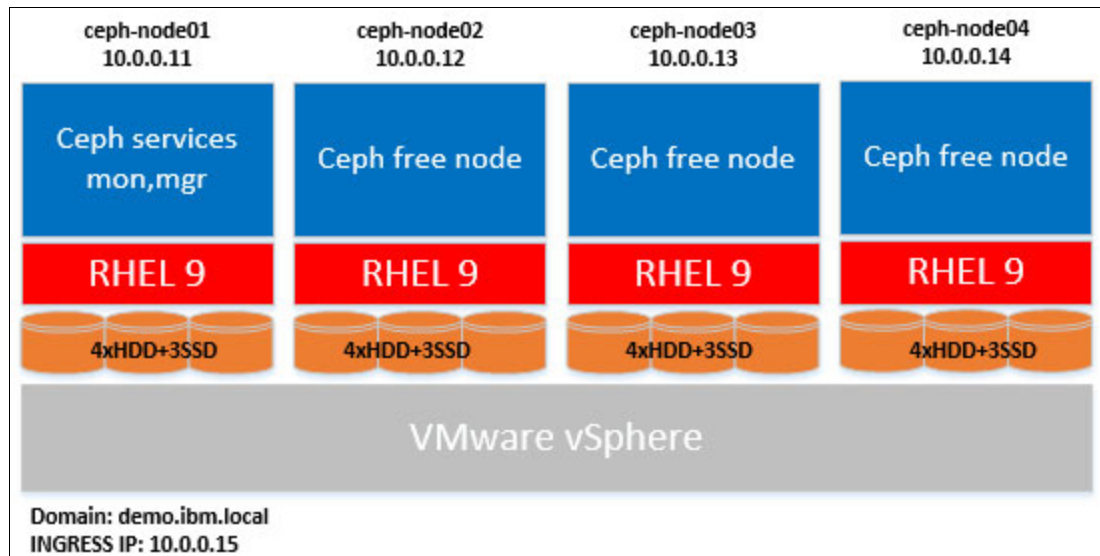 ceph-node01
10.0.0.11
ceph-node02
10.0.0.12
ceph-node03
10.0.0.13
ceph-node04
10.0.0.14
Ceph services
mon,mgr
Ceph free node
Ceph free node
Ceph free node
RHEL 9
RHEL 9
RHEL 9
RHEL 9
4xHDD+3SSD
4xHDD+3SSD
4xHDD+3SSD
4xHDD+3SSD
VMware vSphere
Domain: demo.ibm.local
INGRESS IP: 10.0.0.15